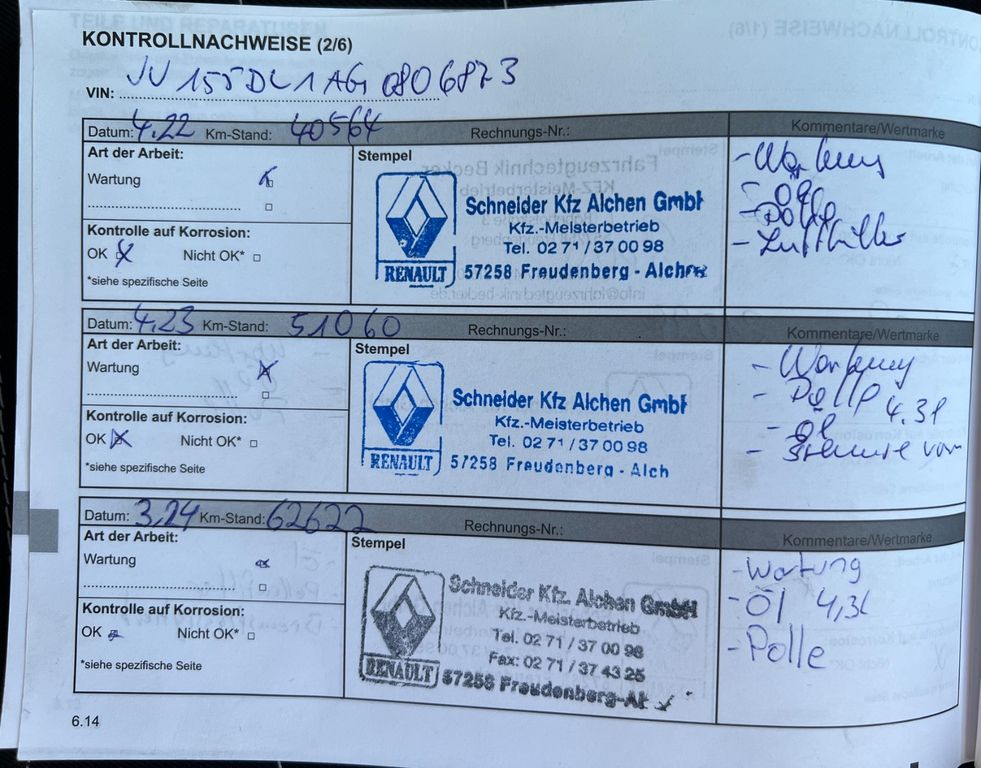 KONTROLLNACHWEISE (2/6)
VIN: JV155DL1AG0806873
Datum: 4.22 Km-Stand: 40564 Rechnungs-Nr.:
Kommentare/Wertmarke
Art der Arbeit:
Wartung
Kontrolle auf Korrosion:
OK Nicht OK*
*siehe spezifische Seite
Stempel
RENAULT
Schneider Kfz Alchen GmbH
Kfz.-Meisterbetrieb
Tel. 02 71 / 37 00 98
57258 Freudenberg - Alchen
- Wartung
- Öl
- Polle
- Luftfilter
Datum: 4.23 Km-Stand: 51060 Rechnungs-Nr.:
Kommentare/Wertmarke
Art der Arbeit:
Wartung
Kontrolle auf Korrosion:
OK Nicht OK*
*siehe spezifische Seite
Stempel
RENAULT
Schneider Kfz Alchen GmbH
Kfz.-Meisterbetrieb
Tel. 02 71 / 37 00 98
57258 Freudenberg - Alch
- Wartung
- Polle
- Öl 4.3l
- Bremse vorn
Datum: 3.24 Km-Stand: 62622 Rechnungs-Nr.:
Kommentare/Wertmarke
Art der Arbeit:
Wartung
Kontrolle auf Korrosion:
OK Nicht OK*
*siehe spezifische Seite
Stempel
RENAULT
Schneider Kfz Alchen GmbH
Kfz.-Meisterbetrieb
Tel. 02 71 / 37 00 98
Fax: 02 71 / 37 43 25
57258 Freudenberg-Al
- Wartung
- Öl 4,3L
- Polle
6.14